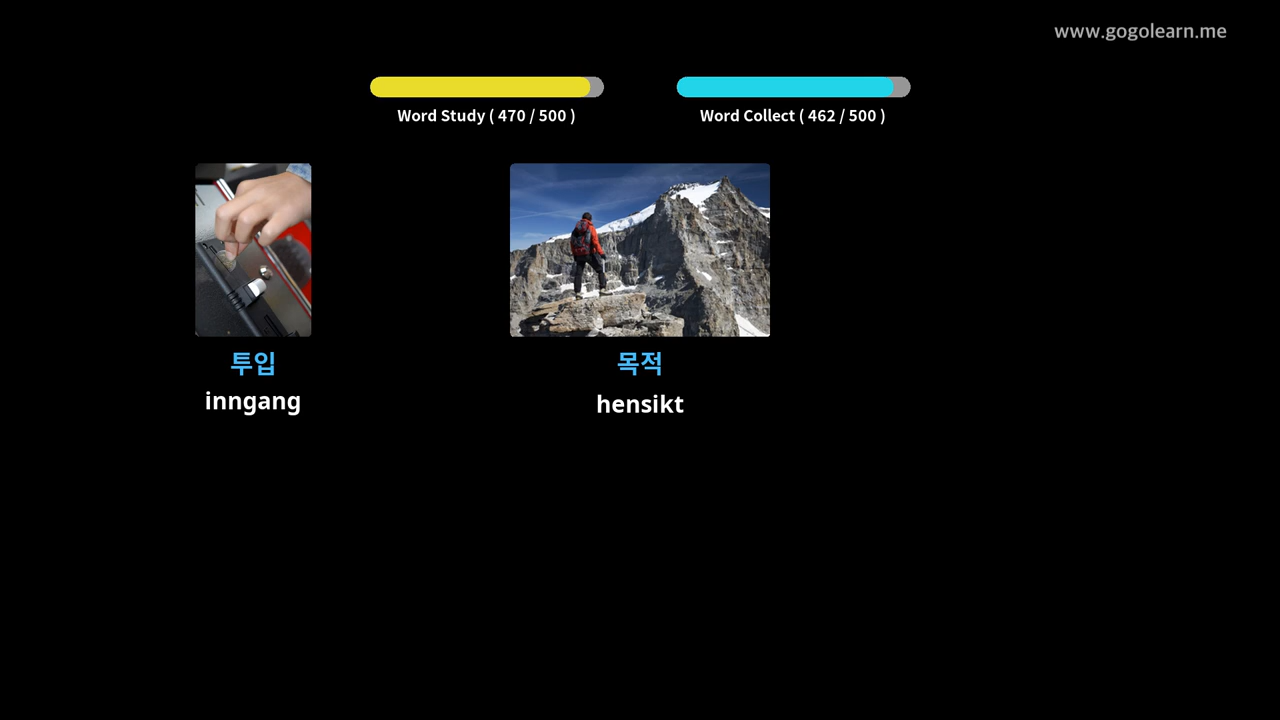 www.gogolearn.me
Word Study ( 470 / 500 )
Word Collect ( 462 / 500 )
투입
목적
inngang
hensikt